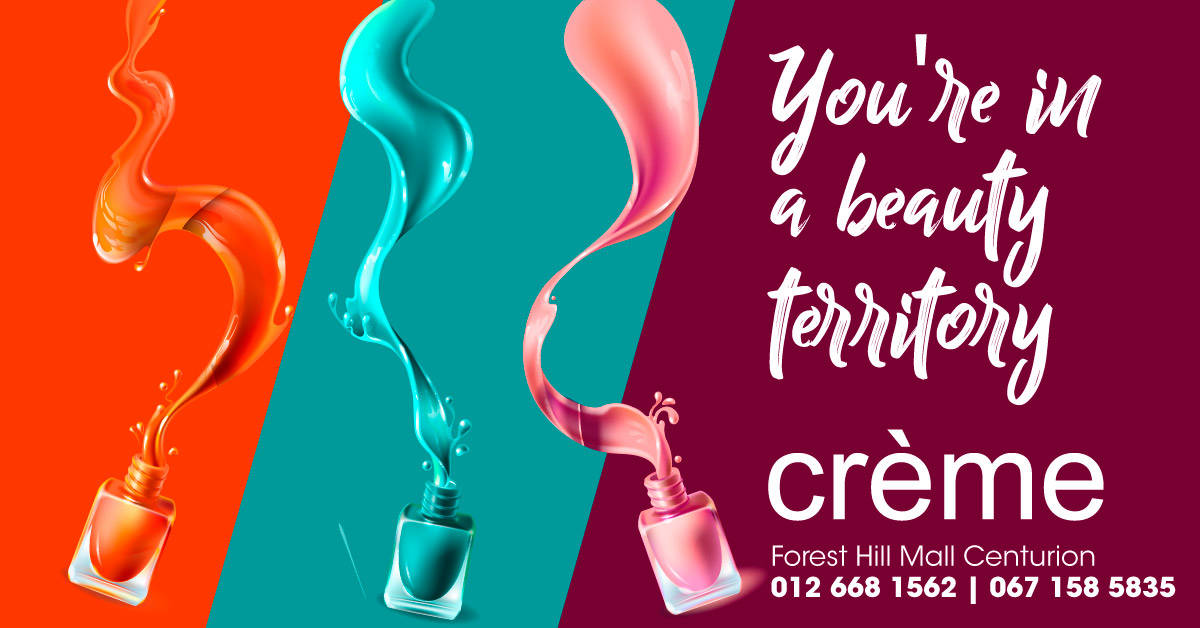 You're in
a beauty
territory
crème
Forest Hill Mall Centurion
012 668 1562 | 067 158 5835